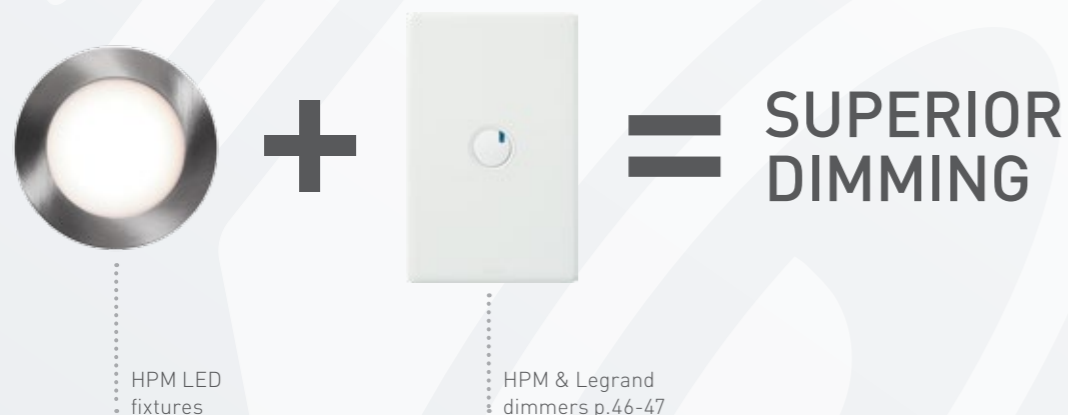 SUPERIOR
DIMMING
HPM LED
fixtures
HPM & Legrand
dimmers p.46-47